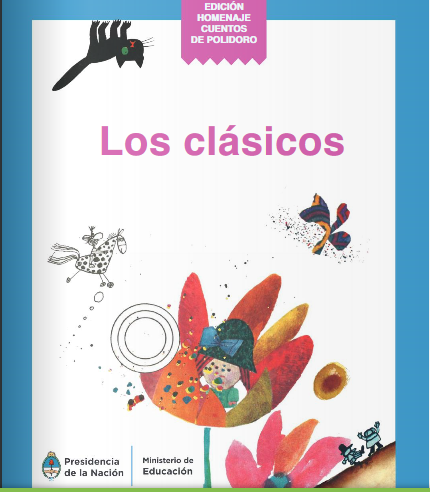 EDICIÓN
HOMENAJE
CUENTOS
DE POLIDORO
Los clásicos
Presidencia
de la Nación
Ministerio de
Educación